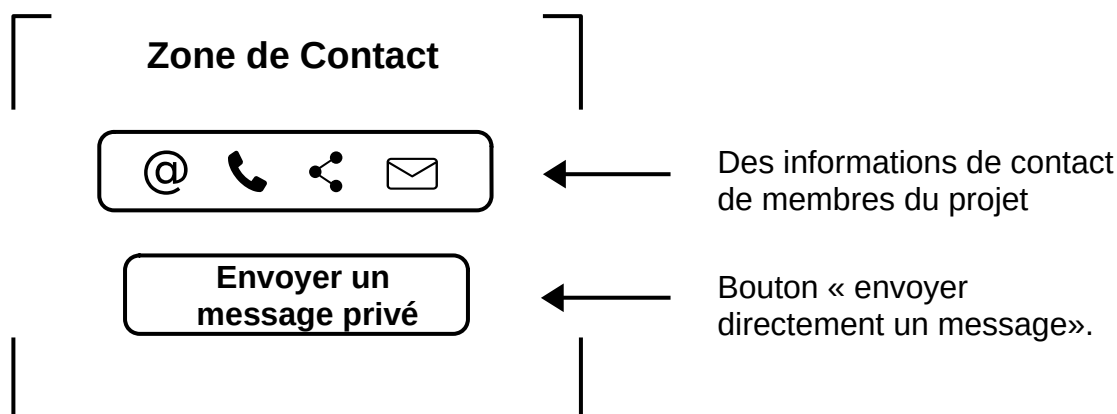 Zone de Contact
@
Des informations de contact
de membres du projet
Envoyer un
message privé
Bouton « envoyer
directement un message».